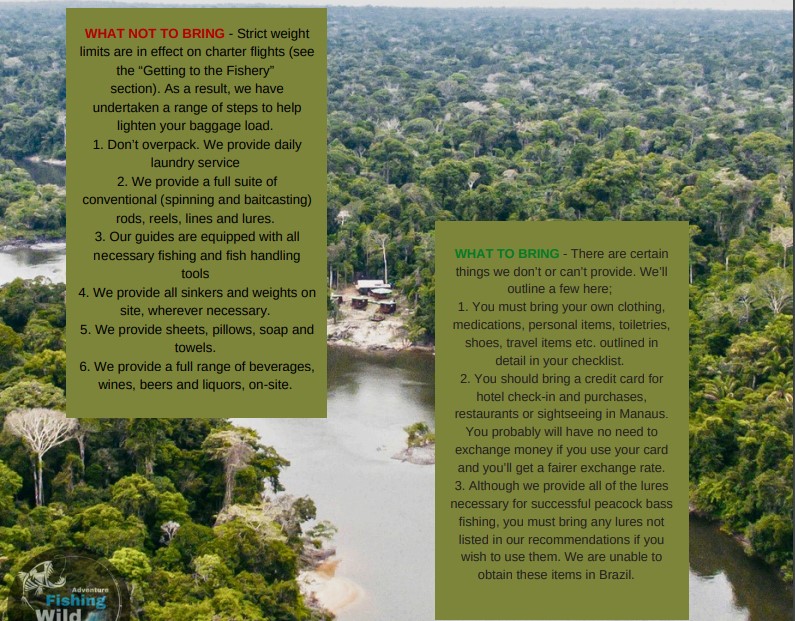 WHAT NOT TO BRING - Strict weight
limits are in effect on charter flights (see
the “Getting to the Fishery”
section). As a result, we have
undertaken a range of steps to help
lighten your baggage load.
1. Don’t overpack. We provide daily
laundry service
2. We provide a full suite of
conventional (spinning and baitcasting)
rods, reels, lines and lures.
3. Our guides are equipped with all
necessary fishing and fish handling
tools
4. We provide all sinkers and weights on
site, wherever necessary.
5. We provide sheets, pillows, soap and
towels.
6. We provide a full range of beverages,
wines, beers and liquors, on-site.
WHAT TO BRING - There are certain
things we don’t or can’t provide. We’ll
outline a few here;
1. You must bring your own clothing,
medications, personal items, toiletries,
shoes, travel items etc. outlined in
detail in your checklist.
2. You should bring a credit card for
hotel check-in and purchases,
restaurants or sightseeing in Manaus.
You probably will have no need to
exchange money if you use your card
and you’ll get a fairer exchange rate.
3. Although we provide all of the lures
necessary for successful peacock bass
fishing, you must bring any lures not
listed in our recommendations if you
wish to use them. We are unable to
obtain these items in Brazil.
Adventure
Fishing
Wild